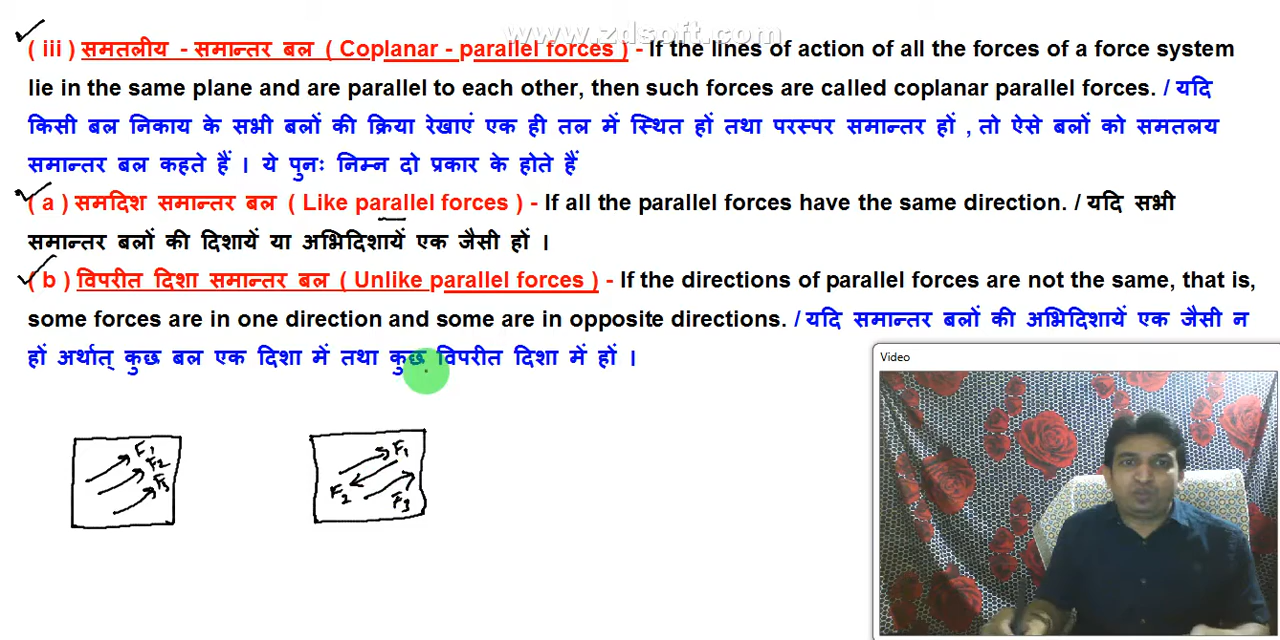 www.zdsoft.com
( iii ) समतलीय - समान्तर बल ( Coplanar - parallel forces ) - If the lines of action of all the forces of a force system
lie in the same plane and are parallel to each other, then such forces are called coplanar parallel forces. / यदि
किसी बल निकाय के सभी बलों की क्रिया रेखाएं एक ही तल में स्थित हों तथा परस्पर समान्तर हों , तो ऐसे बलों को समतलय
समान्तर बल कहते हैं । ये पुनः निम्न दो प्रकार के होते हैं
( a ) समदिश समान्तर बल ( Like parallel forces ) - If all the parallel forces have the same direction. / यदि सभी
समान्तर बलों की दिशायें या अभिदिशायें एक जैसी हों ।
( b ) विपरीत दिशा समान्तर बल ( Unlike parallel forces ) - If the directions of parallel forces are not the same, that is,
some forces are in one direction and some are in opposite directions. / यदि समान्तर बलों की अभिदिशायें एक जैसी न
हों अर्थात् कुछ बल एक दिशा में तथा कुछ विपरीत दिशा में हों ।
Video
F1
F2
F3
F1
F2
F3